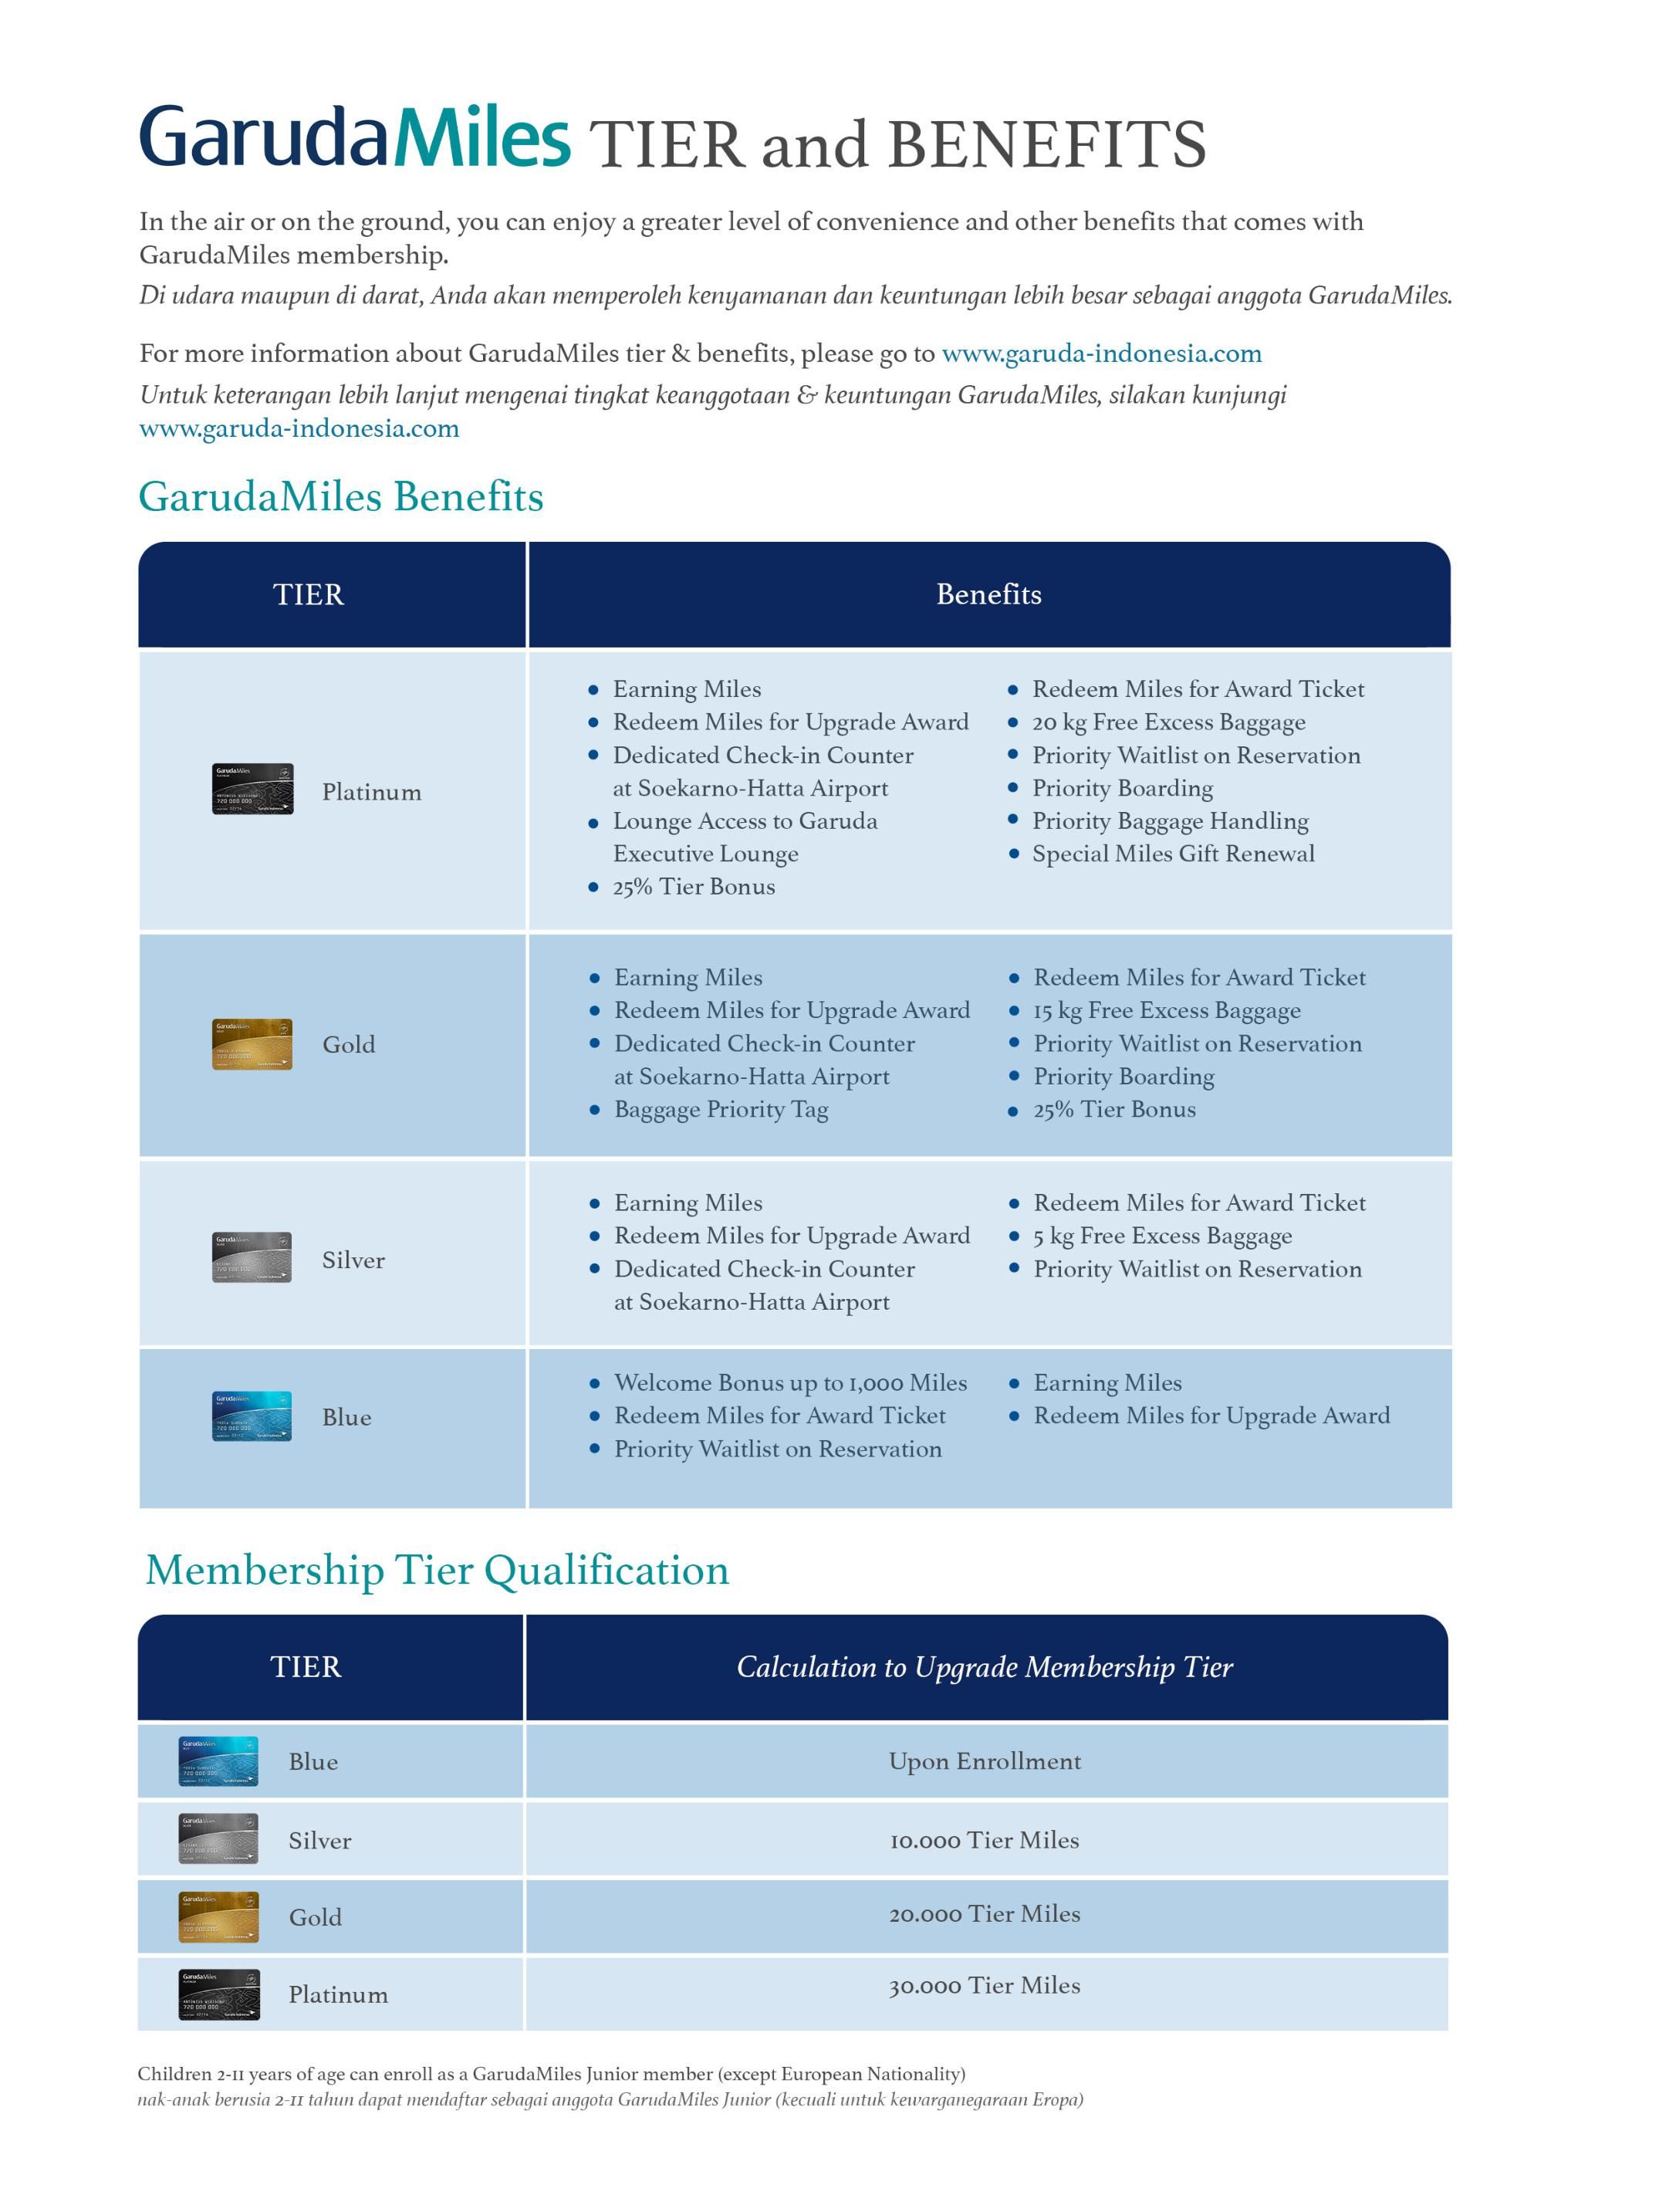 GarudaMiles TIER and BENEFITS
In the air or on the ground, you can enjoy a greater level of convenience and other benefits that comes with
GarudaMiles membership.
Di udara maupun di darat, Anda akan memperoleh kenyamanan dan keuntungan lebih besar sebagai anggota GarudaMiles.
For more information about GarudaMiles tier & benefits, please go to www.garuda-indonesia.com
Untuk keterangan lebih lanjut mengenai tingkat keanggotaan & keuntungan GarudaMiles, silakan kunjungi
www.garuda-indonesia.com
GarudaMiles Benefits
TIER
Benefits
Platinum
• Earning Miles
• Redeem Miles for Upgrade Award
• Dedicated Check-in Counter
at Soekarno-Hatta Airport
• Lounge Access to Garuda
Executive Lounge
• 25% Tier Bonus
• Redeem Miles for Award Ticket
• 20 kg Free Excess Baggage
• Priority Waitlist on Reservation
• Priority Boarding
• Priority Baggage Handling
• Special Miles Gift Renewal
Gold
• Earning Miles
• Redeem Miles for Upgrade Award
• Dedicated Check-in Counter
at Soekarno-Hatta Airport
• Baggage Priority Tag
• Redeem Miles for Award Ticket
• 15 kg Free Excess Baggage
• Priority Waitlist on Reservation
• Priority Boarding
• 25% Tier Bonus
Silver
• Earning Miles
• Redeem Miles for Upgrade Award
• Dedicated Check-in Counter
at Soekarno-Hatta Airport
• Redeem Miles for Award Ticket
• 5 kg Free Excess Baggage
• Priority Waitlist on Reservation
Blue
• Welcome Bonus up to 1,000 Miles
• Redeem Miles for Award Ticket
• Priority Waitlist on Reservation
• Earning Miles
• Redeem Miles for Upgrade Award
Membership Tier Qualification
TIER
Calculation to Upgrade Membership Tier
Blue
Upon Enrollment
Silver
10.000 Tier Miles
Gold
20.000 Tier Miles
Platinum
30.000 Tier Miles
Children 2-11 years of age can enroll as a GarudaMiles Junior member (except European Nationality)
nak-anak berusia 2-11 tahun dapat mendaftar sebagai anggota GarudaMiles Junior (kecuali untuk kewarganegaraan Eropa)